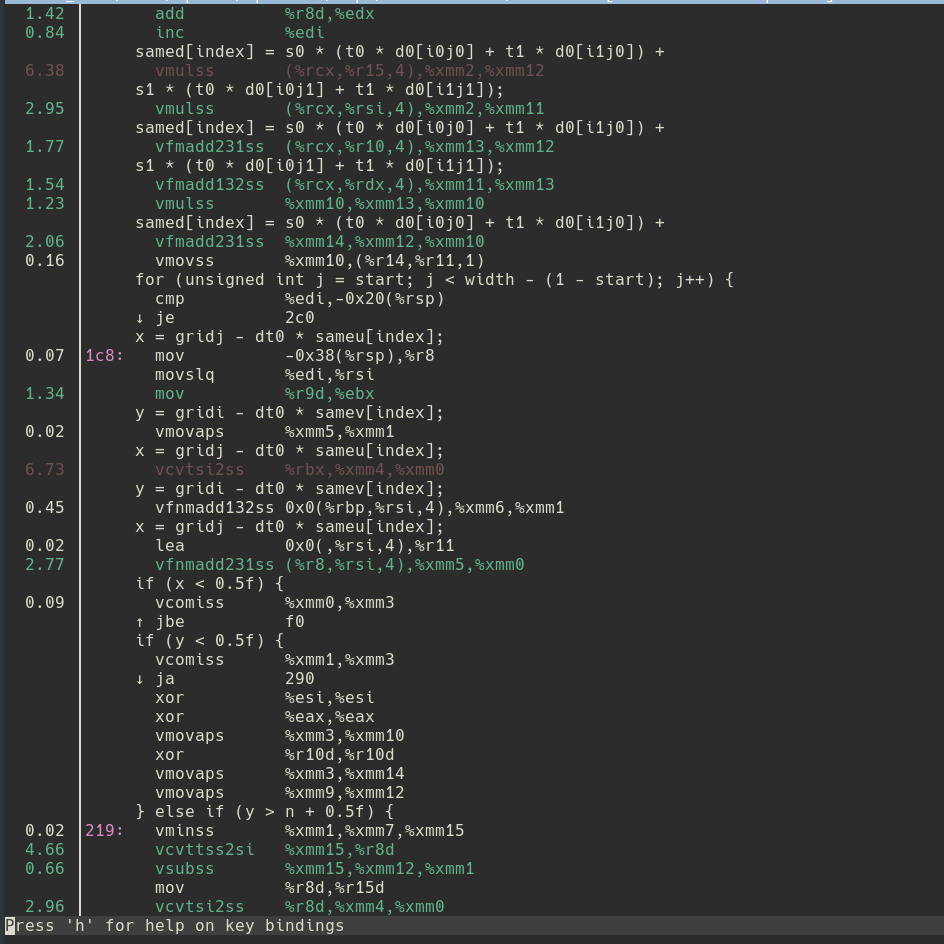 1.42 add %r8d,%edx
0.84 inc %edi
samed[index] = s0 * (t0 * d0[i0j0] + t1 * d0[i1j0]) +
6.38 vmulss (%rcx,%r15,4),%xmm2,%xmm12
s1 * (t0 * d0[i0j1] + t1 * d0[i1j1]);
2.95 vmulss (%rcx,%rsi,4),%xmm2,%xmm11
samed[index] = s0 * (t0 * d0[i0j0] + t1 * d0[i1j0]) +
1.77 vfmadd231ss (%rcx,%r10,4),%xmm13,%xmm12
s1 * (t0 * d0[i0j1] + t1 * d0[i1j1]);
1.54 vfmadd132ss (%rcx,%rdx,4),%xmm11,%xmm13
1.23 vmulss %xmm10,%xmm13,%xmm10
samed[index] = s0 * (t0 * d0[i0j0] + t1 * d0[i1j0]) +
2.06 vfmadd231ss %xmm14,%xmm12,%xmm10
0.16 vmovss %xmm10,(%r14,%r11,1)
for (unsigned int j = start; j < width - (1 - start); j++) {
cmp %edi,-0x20(%rsp)
↓ je 2c0
x = gridj - dt0 * sameu[index];
0.07 1c8: mov -0x38(%rsp),%r8
movslq %edi,%rsi
1.34 mov %r9d,%ebx
y = gridi - dt0 * samev[index];
0.02 vmovaps %xmm5,%xmm1
x = gridj - dt0 * sameu[index];
6.73 vcvtsi2ss %rbx,%xmm4,%xmm0
y = gridi - dt0 * samev[index];
0.45 vfnmadd132ss 0x0(%rbp,%rsi,4),%xmm6,%xmm1
x = gridj - dt0 * sameu[index];
0.02 lea 0x0(,%rsi,4),%r11
2.77 vfnmadd231ss (%r8,%rsi,4),%xmm5,%xmm0
if (x < 0.5f) {
0.09 vcomiss %xmm0,%xmm3
↑ jbe f0
if (y < 0.5f) {
vcomiss %xmm1,%xmm3
↓ ja 290
xor %esi,%esi
xor %eax,%eax
vmovaps %xmm3,%xmm10
xor %r10d,%r10d
vmovaps %xmm3,%xmm14
vmovaps %xmm9,%xmm12
} else if (y > n + 0.5f) {
0.02 219: vminss %xmm1,%xmm7,%xmm15
4.66 vcvttss2si %xmm15,%r8d
0.66 vsubss %xmm15,%xmm12,%xmm1
mov %r8d,%r15d
2.96 vcvtsi2ss %r8d,%xmm4,%xmm0
Press 'h' for help on key bindings